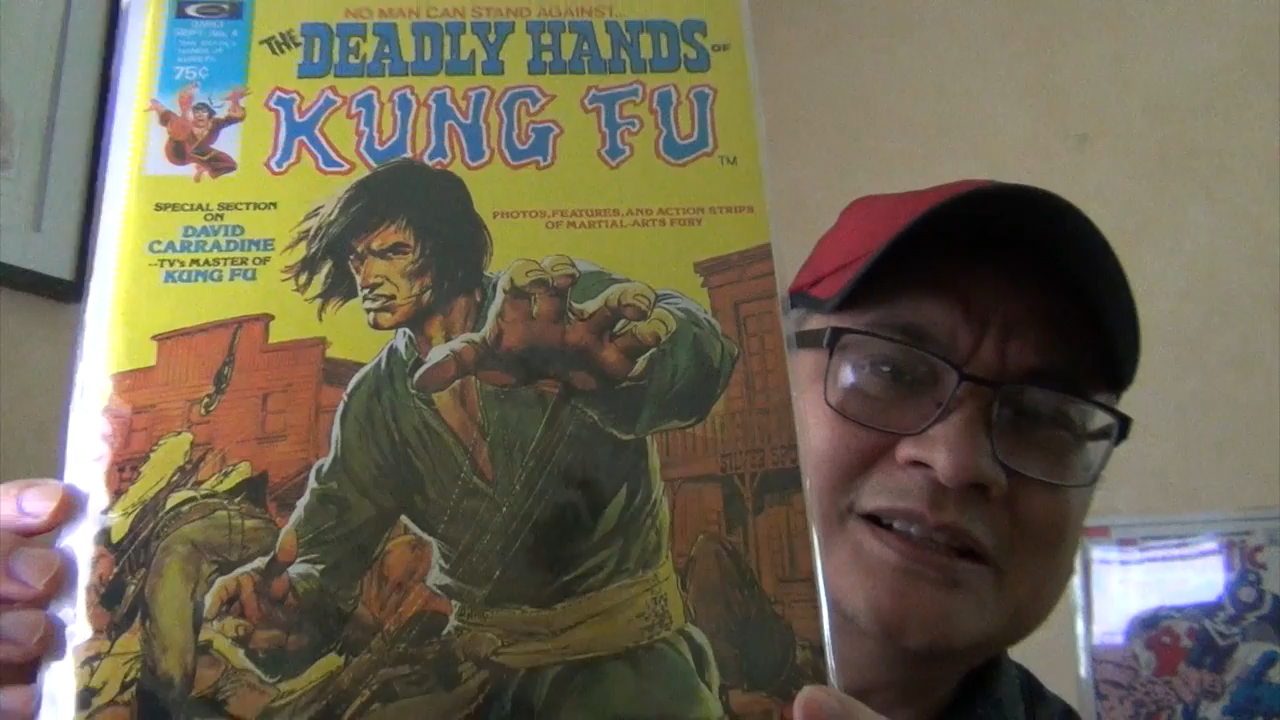 NO MAN CAN STAND AGAINST...
THE DEADLY HANDS OF
KUNG FU
TM
75¢
SPECIAL SECTION
ON
DAVID
CARRADINE
--TV's MASTER OF
KUNG FU
PHOTOS, FEATURES, AND ACTION STRIPS
OF MARTIAL-ARTS FURY
SILVER